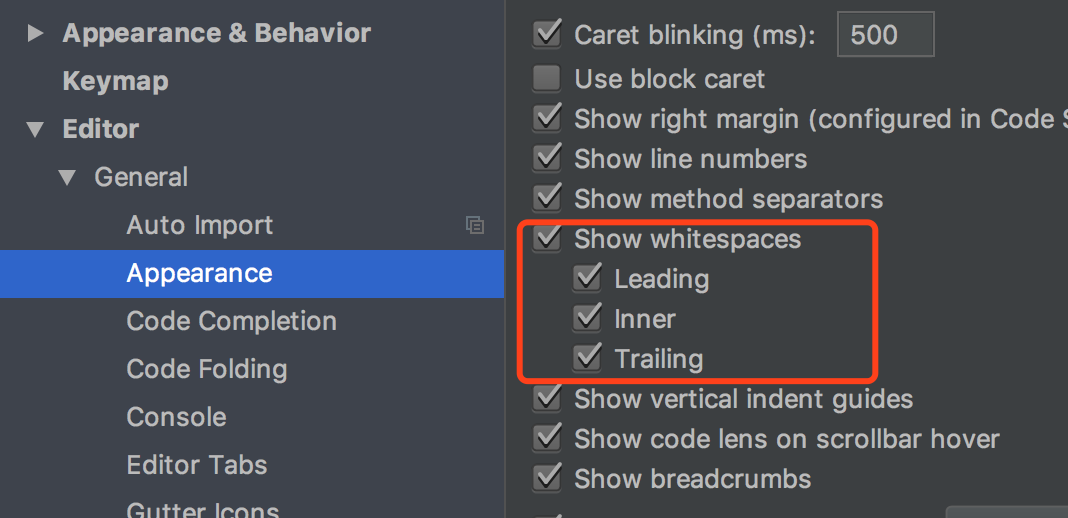 Appearance & Behavior
Keymap
Editor
General
Auto Import
Appearance
Code Completion
Code Folding
Console
Editor Tabs
Gutter Icons
Caret blinking (ms): 500
Use block caret
Show right margin (configured in Code S
Show line numbers
Show method separators
Show whitespaces
Leading
Inner
Trailing
Show vertical indent guides
Show code lens on scrollbar hover
Show breadcrumbs